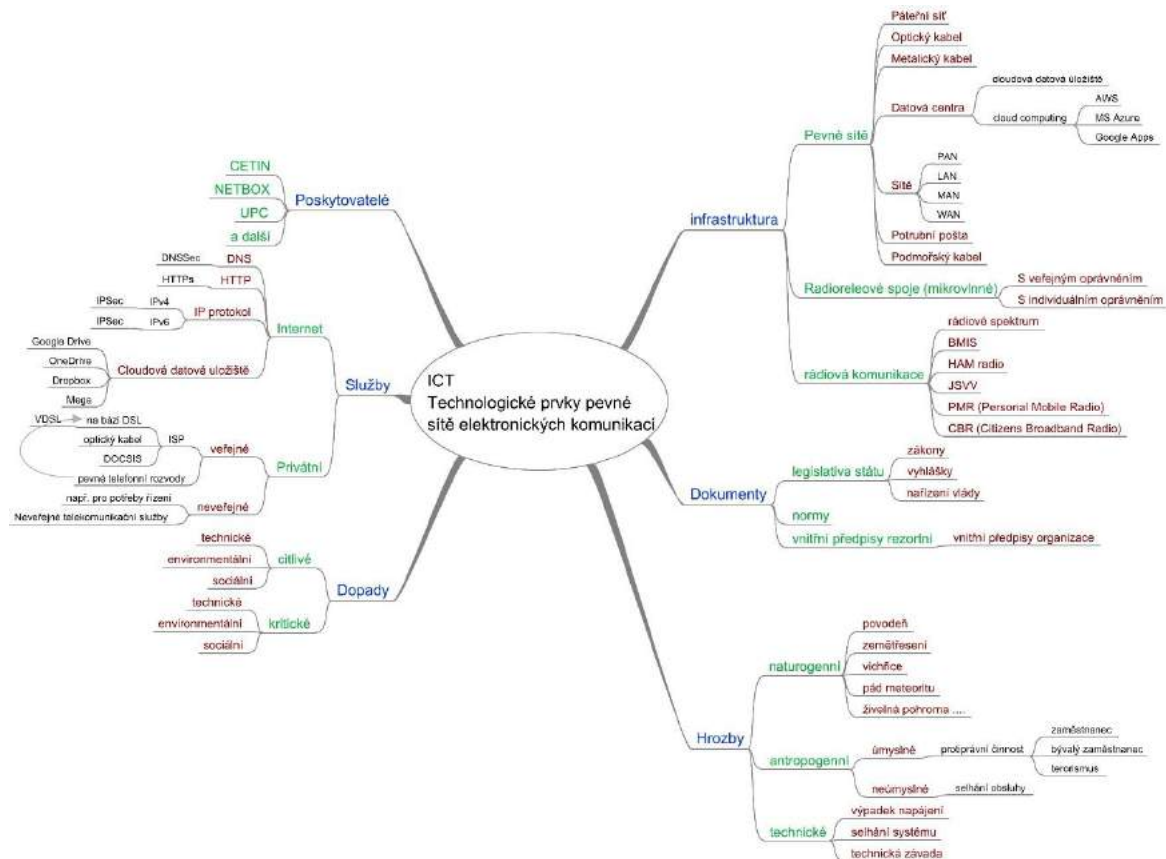 ICT
Technologické prvky pevné
sítě elektronických komunikací
Poskytovatelé
CETIN
NETBOX
UPC
a další
Služby
Internet
DNS
DNSSec
HTTP
HTTPs
IP protokol
IPv4
IPSec
IPv6
IPSec
Cloudová datová uložiště
Google Drive
OneDrive
Dropbox
Mega
Privátní
veřejné
ISP
na bázi DSL
VDSL
optický kabel
DOCSIS
pevné telefonní rozvody
neveřejné
např. pro potřeby řízení
Neveřejné telekomunikační služby
Dopady
citlivé
technické
environmentální
sociální
kritické
technické
environmentální
sociální
infrastruktura
Pevné sítě
Páteřní síť
Optický kabel
Metalický kabel
Datová centra
cloudová datová úložiště
cloud computing
AWS
MS Azure
Google Apps
Sítě
PAN
LAN
MAN
WAN
Potrubní pošta
Podmořský kabel
Radioreleové spoje (mikrovlnné)
S veřejným oprávněním
S individuálním oprávněním
rádiová komunikace
rádiové spektrum
BMIS
HAM radio
JSVV
PMR (Personal Mobile Radio)
CBR (Citizens Broadband Radio)
Dokumenty
legislativa státu
zákony
vyhlášky
nařízení vlády
normy
vnitřní předpisy rezortní
vnitřní předpisy organizace
Hrozby
naturogenní
povodeň
zemětřesení
vichřice
pád meteoritu
živelná pohroma ....
antropogenní
úmyslné
protiprávní činnost
zaměstnanec
bývalý zaměstnanec
terorismus
neúmyslné
selhání obsluhy
technické
výpadek napájení
selhání systému
technická závada